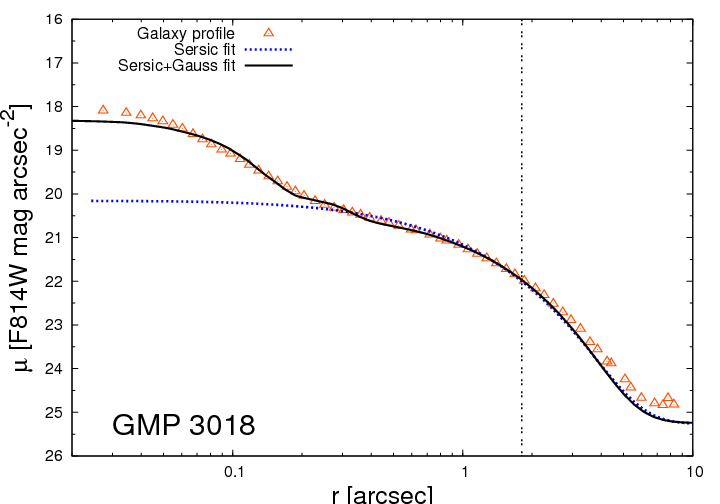 Galaxy profile
Sersic fit
Sersic+Gauss fit
16
17
18
19
20
21
22
23
24
25
26
μ [F814W mag arcsec⁻²]
GMP 3018
0.1 1 10
r [arcsec]